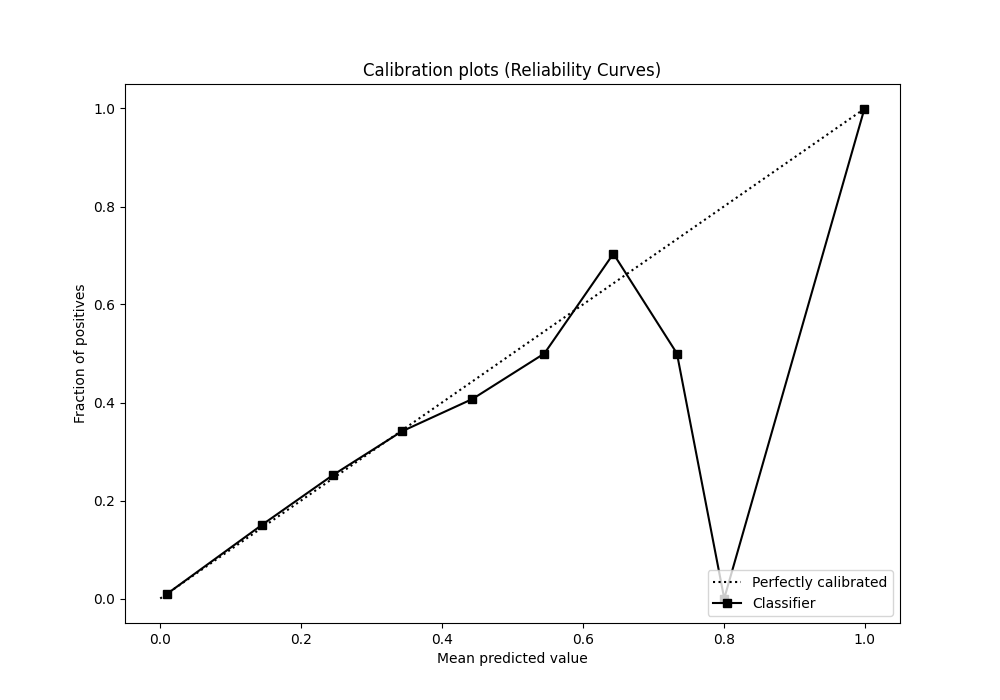 Calibration plots (Reliability Curves)
1.0
0.8
0.6
0.4
0.2
0.0
Fraction of positives
0.0 0.2 0.4 0.6 0.8 1.0
Mean predicted value
Perfectly calibrated
Classifier